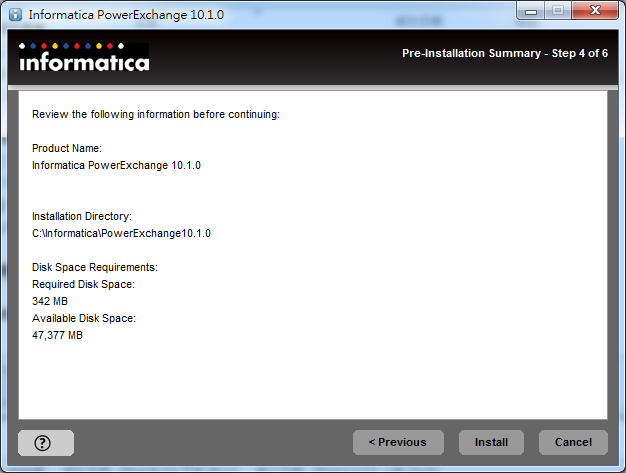 Informatica PowerExchange 10.1.0
informatica
Pre-Installation Summary - Step 4 of 6
Review the following information before continuing:
Product Name:
Informatica PowerExchange 10.1.0
Installation Directory:
C:\Informatica\PowerExchange10.1.0
Disk Space Requirements:
Required Disk Space:
342 MB
Available Disk Space:
47,377 MB
?
< Previous
Install
Cancel